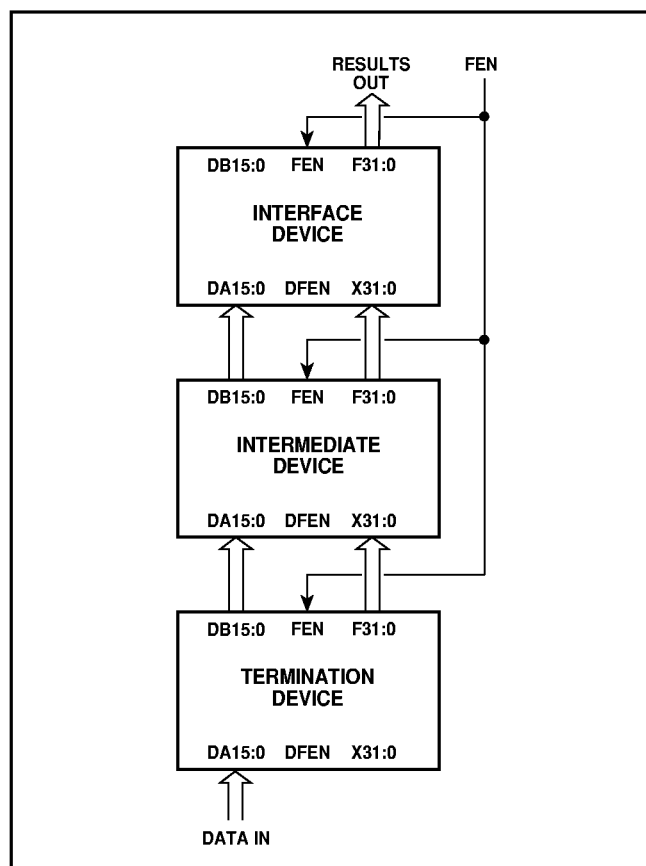 RESULTS
OUT
FEN
DB15:0 FEN F31:0
INTERFACE
DEVICE
DA15:0 DFEN X31:0
DB15:0 FEN F31:0
INTERMEDIATE
DEVICE
DA15:0 DFEN X31:0
DB15:0 FEN F31:0
TERMINATION
DEVICE
DA15:0 DFEN X31:0
DATA IN